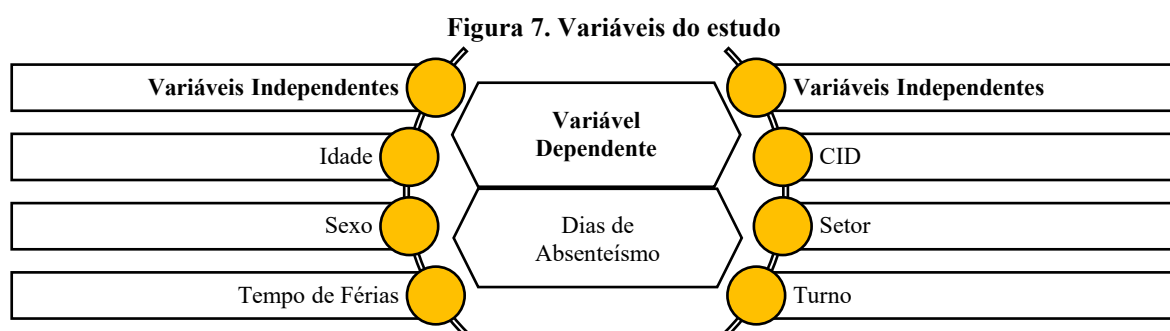 Figura 7. Variáveis do estudo
Variáveis Independentes
Idade
Sexo
Tempo de Férias
Variável
Dependente
Dias de
Absenteísmo
Variáveis Independentes
CID
Setor
Turno